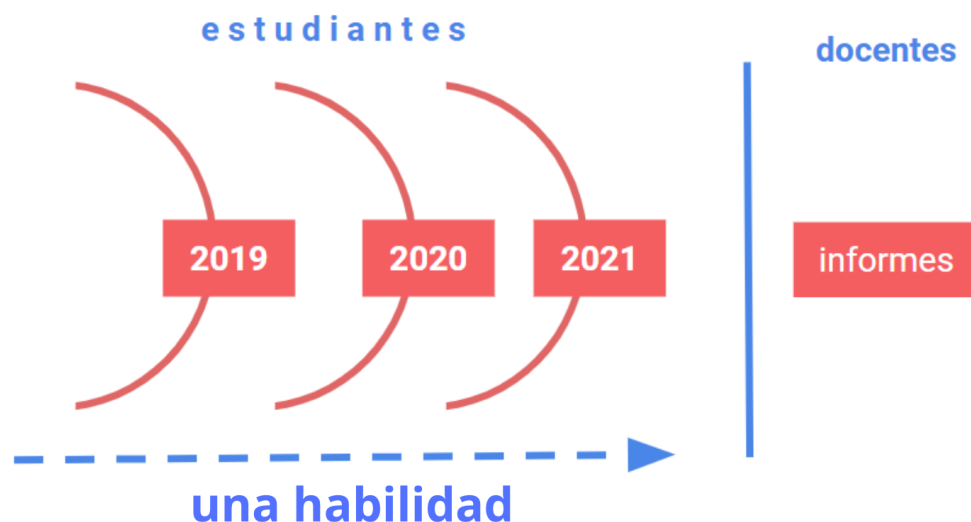 estudiantes
docentes
2019
2020
2021
informes
una habilidad